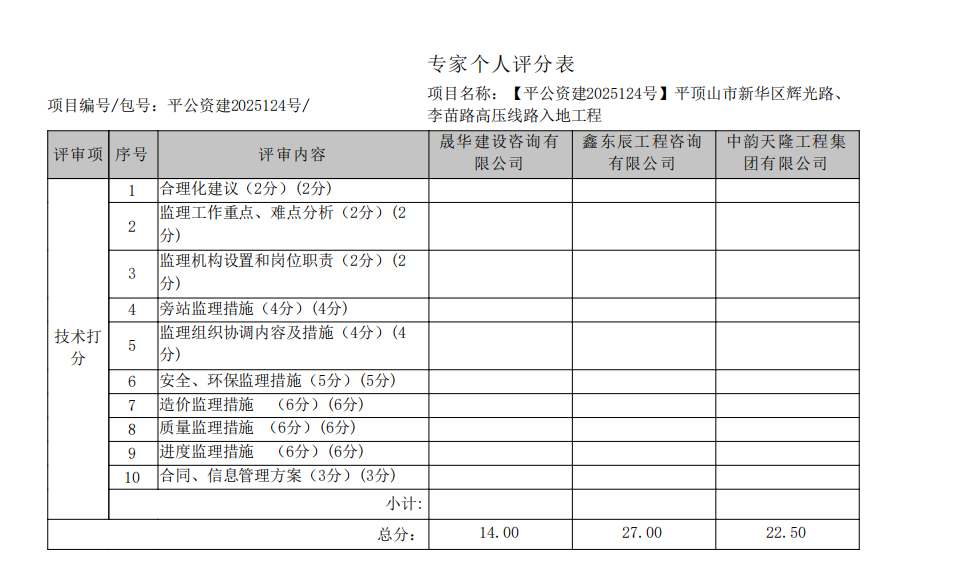 专家个人评分表
项目编号/包号：平公资建2025124号/
项目名称：【平公资建2025124号】平顶山市新华区辉光路、
李苗路高压线路入地工程
评审项 序号 评审内容 晟华建设咨询有 鑫东辰工程咨询 中韵天隆工程集
限公司 有限公司 团有限公司
1 合理化建议（2分）(2分)
2 监理工作重点、难点分析（2分）(2
分)
3 监理机构设置和岗位职责（2分）(2
分)
4 旁站监理措施（4分）(4分)
技术打
分
5 监理组织协调内容及措施（4分）(4
分)
6 安全、环保监理措施（5分）(5分)
7 造价监理措施 （6分）(6分)
8 质量监理措施 （6分）(6分)
9 进度监理措施 （6分）(6分)
10 合同、信息管理方案（3分）(3分)
小计:
总分： 14.00 27.00 22.50